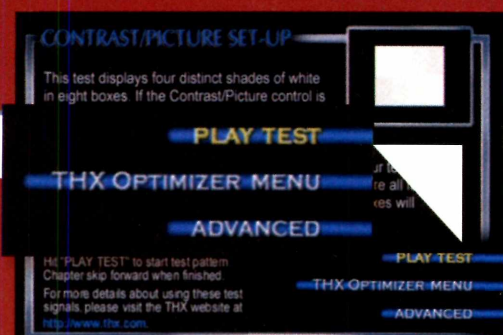 CONTRAST/PICTURE SET-UP
This test displays four distinct shades of white
in eight boxes. If the Contrast/Picture control is
PLAY TEST
THX OPTIMIZER MENU
ADVANCED
re all
will
Hit "PLAY TEST" to start test pattern
Chapter skip forward when finished.
For more details about using these test
signals, please visit the THX website at
http://www.thx.com.
PLAY TEST
THX OPTIMIZER MENU
ADVANCED